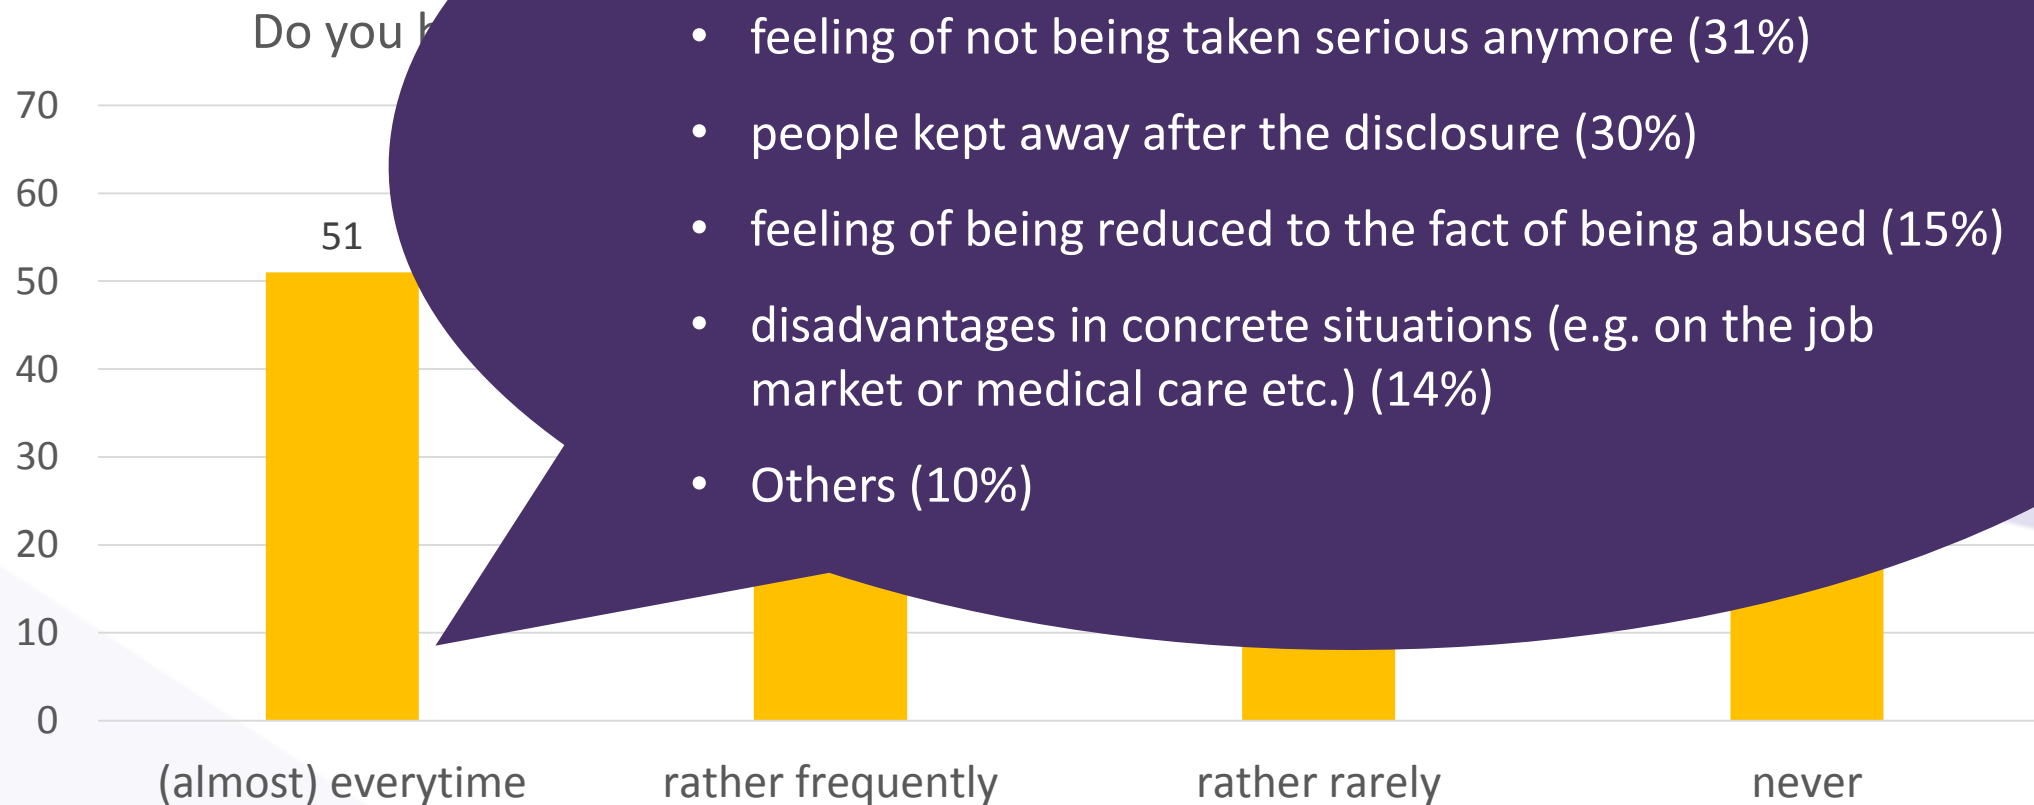 Do you
• feeling of not being taken serious anymore (31%)
• people kept away after the disclosure (30%)
• feeling of being reduced to the fact of being abused (15%)
• disadvantages in concrete situations (e.g. on the job
market or medical care etc.) (14%)
• Others (10%)
70
60
50
40
30
20
10
0
51
(almost) everytime
rather frequently
rather rarely
never